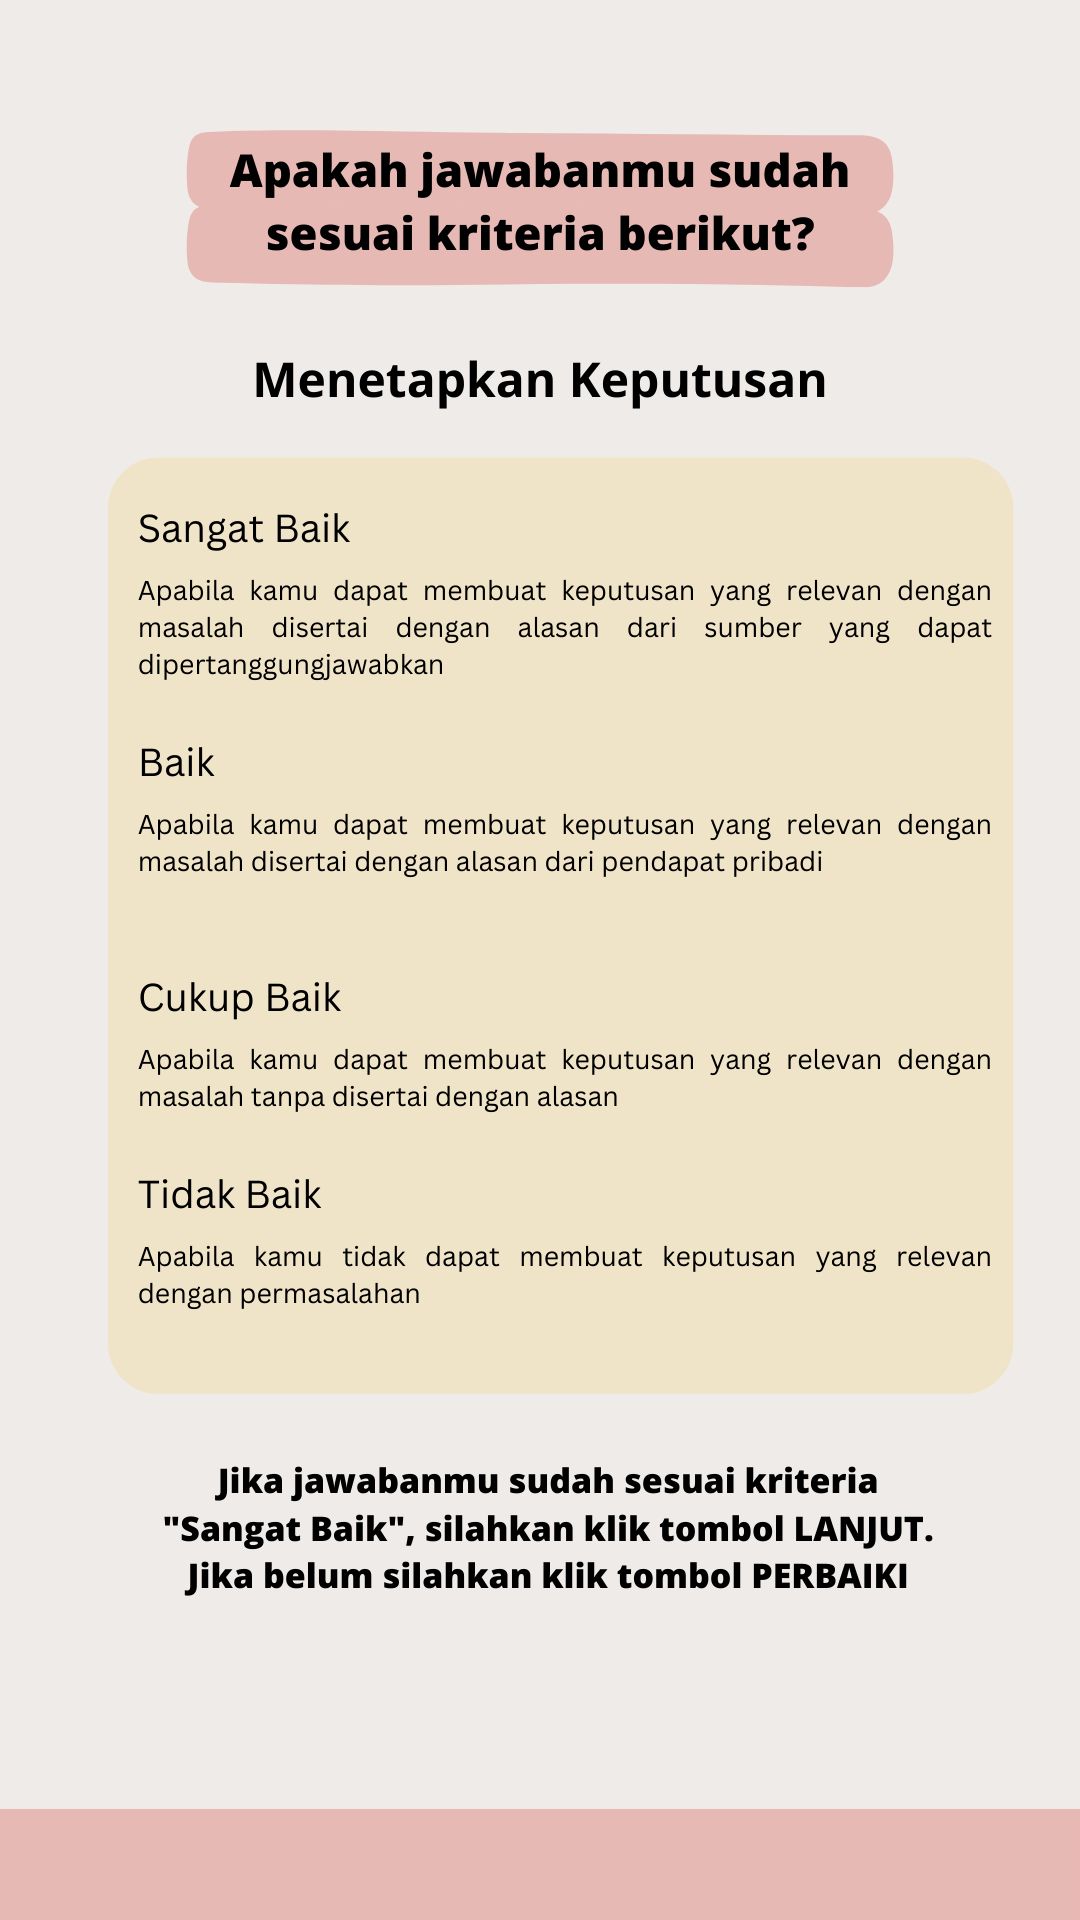 Apakah jawabanmu sudah
sesuai kriteria berikut?
Menetapkan Keputusan
Sangat Baik
Apabila kamu dapat membuat keputusan yang relevan dengan
masalah disertai dengan alasan dari sumber yang dapat
dipertanggungjawabkan
Baik
Apabila kamu dapat membuat keputusan yang relevan dengan
masalah disertai dengan alasan dari pendapat pribadi
Cukup Baik
Apabila kamu dapat membuat keputusan yang relevan dengan
masalah tanpa disertai dengan alasan
Tidak Baik
Apabila kamu tidak dapat membuat keputusan yang relevan
dengan permasalahan
Jika jawabanmu sudah sesuai kriteria
"Sangat Baik", silahkan klik tombol LANJUT.
Jika belum silahkan klik tombol PERBAIKI